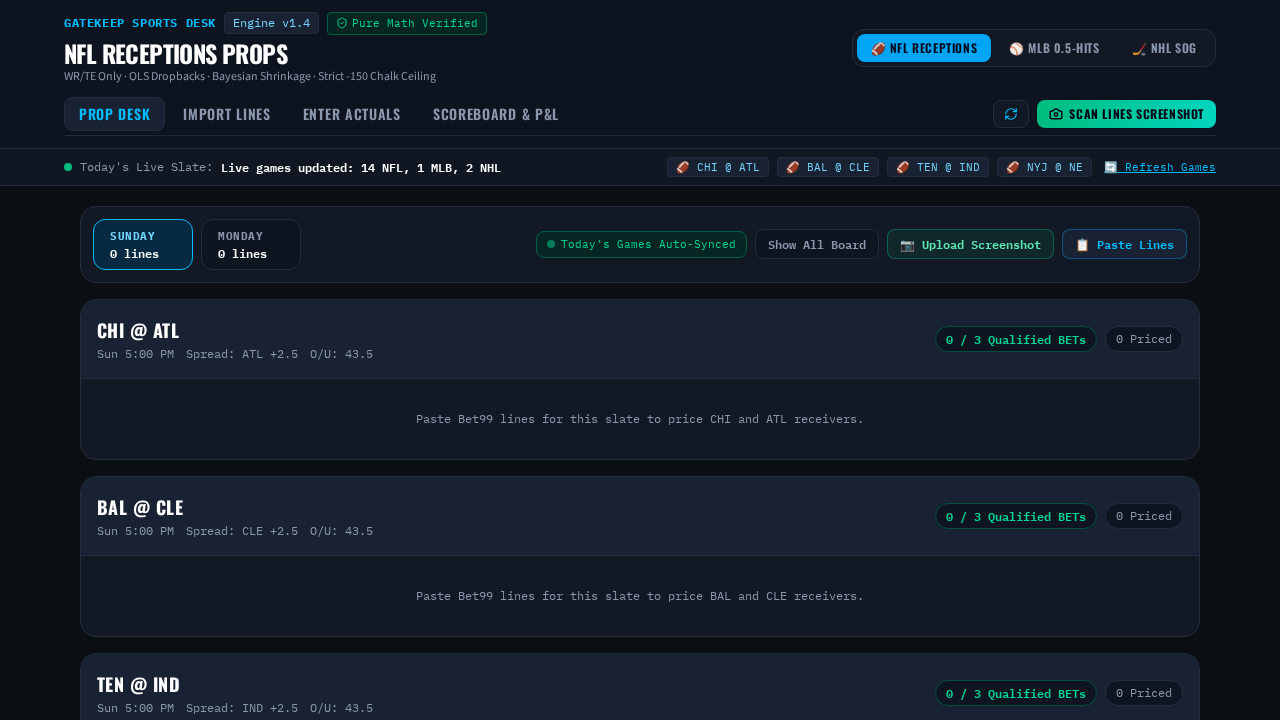 GATEKEEP SPORTS DESK Engine v1.4 Pure Math Verified
NFL RECEPTIONS PROPS
WR/TE Only · OLS Dropbacks · Bayesian Shrinkage · Strict -150 Chalk Ceiling
🏈 NFL RECEPTIONS ⚾ MLB 0.5-HITS 🏒 NHL SOG
PROP DESK IMPORT LINES ENTER ACTUALS SCOREBOARD & P&L SCAN LINES SCREENSHOT
Today's Live Slate: Live games updated: 14 NFL, 1 MLB, 2 NHL 🏈 CHI @ ATL 🏈 BAL @ CLE 🏈 TEN @ IND 🏈 NYJ @ NE 🔄 Refresh Games
SUNDAY
0 lines
MONDAY
0 lines
Today's Games Auto-Synced Show All Board 📷 Upload Screenshot 📋 Paste Lines
CHI @ ATL
Sun 5:00 PM Spread: ATL +2.5 O/U: 43.5
0 / 3 Qualified BETs 0 Priced
Paste Bet99 lines for this slate to price CHI and ATL receivers.
BAL @ CLE
Sun 5:00 PM Spread: CLE +2.5 O/U: 43.5
0 / 3 Qualified BETs 0 Priced
Paste Bet99 lines for this slate to price BAL and CLE receivers.
TEN @ IND
Sun 5:00 PM Spread: IND +2.5 O/U: 43.5
0 / 3 Qualified BETs 0 Priced